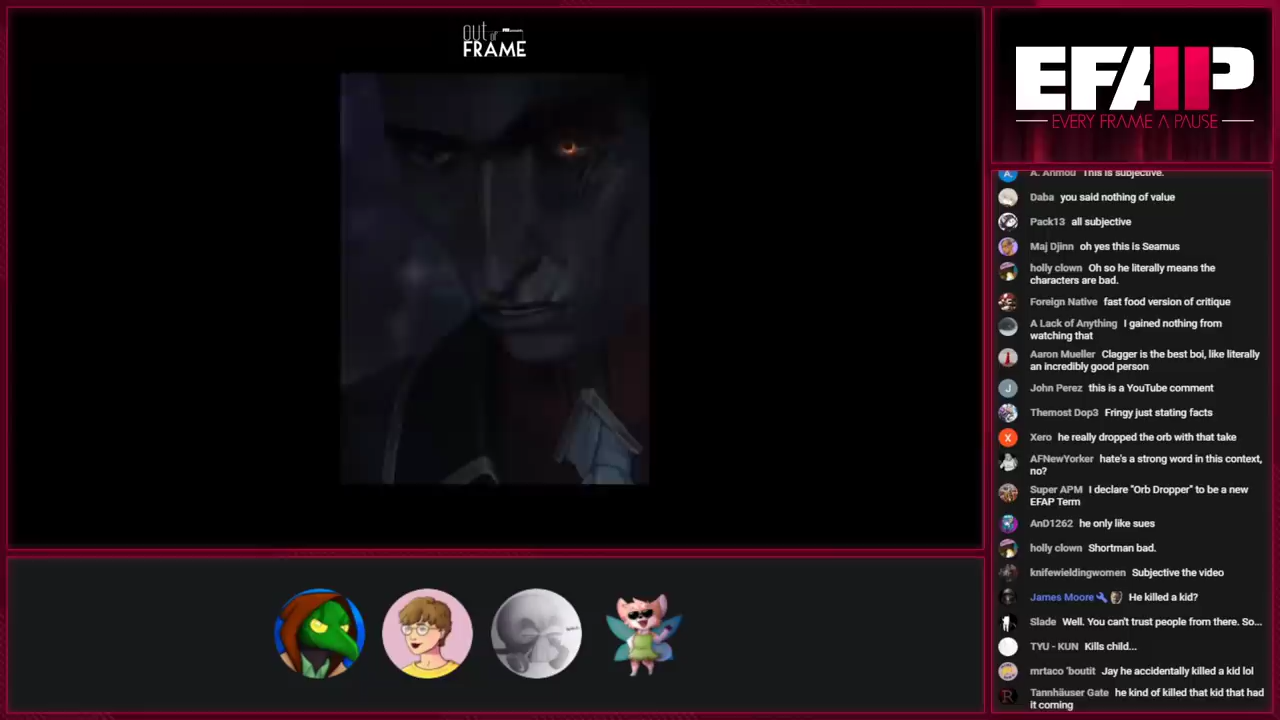 out of
FRAME
EFAP
EVERY FRAME A PAUSE
A. Anmou This is subjective.
Daba you said nothing of value
Pack13 all subjective
Maj Djinn oh yes this is Seamus
holly clown Oh so he literally means the
characters are bad.
Foreign Native fast food version of critique
A Lack of Anything I gained nothing from
watching that
Aaron Mueller Clagger is the best boi, like literally
an incredibly good person
John Perez this is a YouTube comment
Themost Dop3 Fringy just stating facts
Xero he really dropped the orb with that take
AFNewYorker hate's a strong word in this context,
no?
Super APM I declare "Orb Dropper" to be a new
EFAP Term
AnD1262 he only like sues
holly clown Shortman bad.
knifewieldingwomen Subjective the video
James Moore He killed a kid?
Slade Well. You can't trust people from there. So...
TYU - KUN Kills child...
mrtaco 'boutit Jay he accidentally killed a kid lol
Tannhäuser Gate he kind of killed that kid that had
it coming